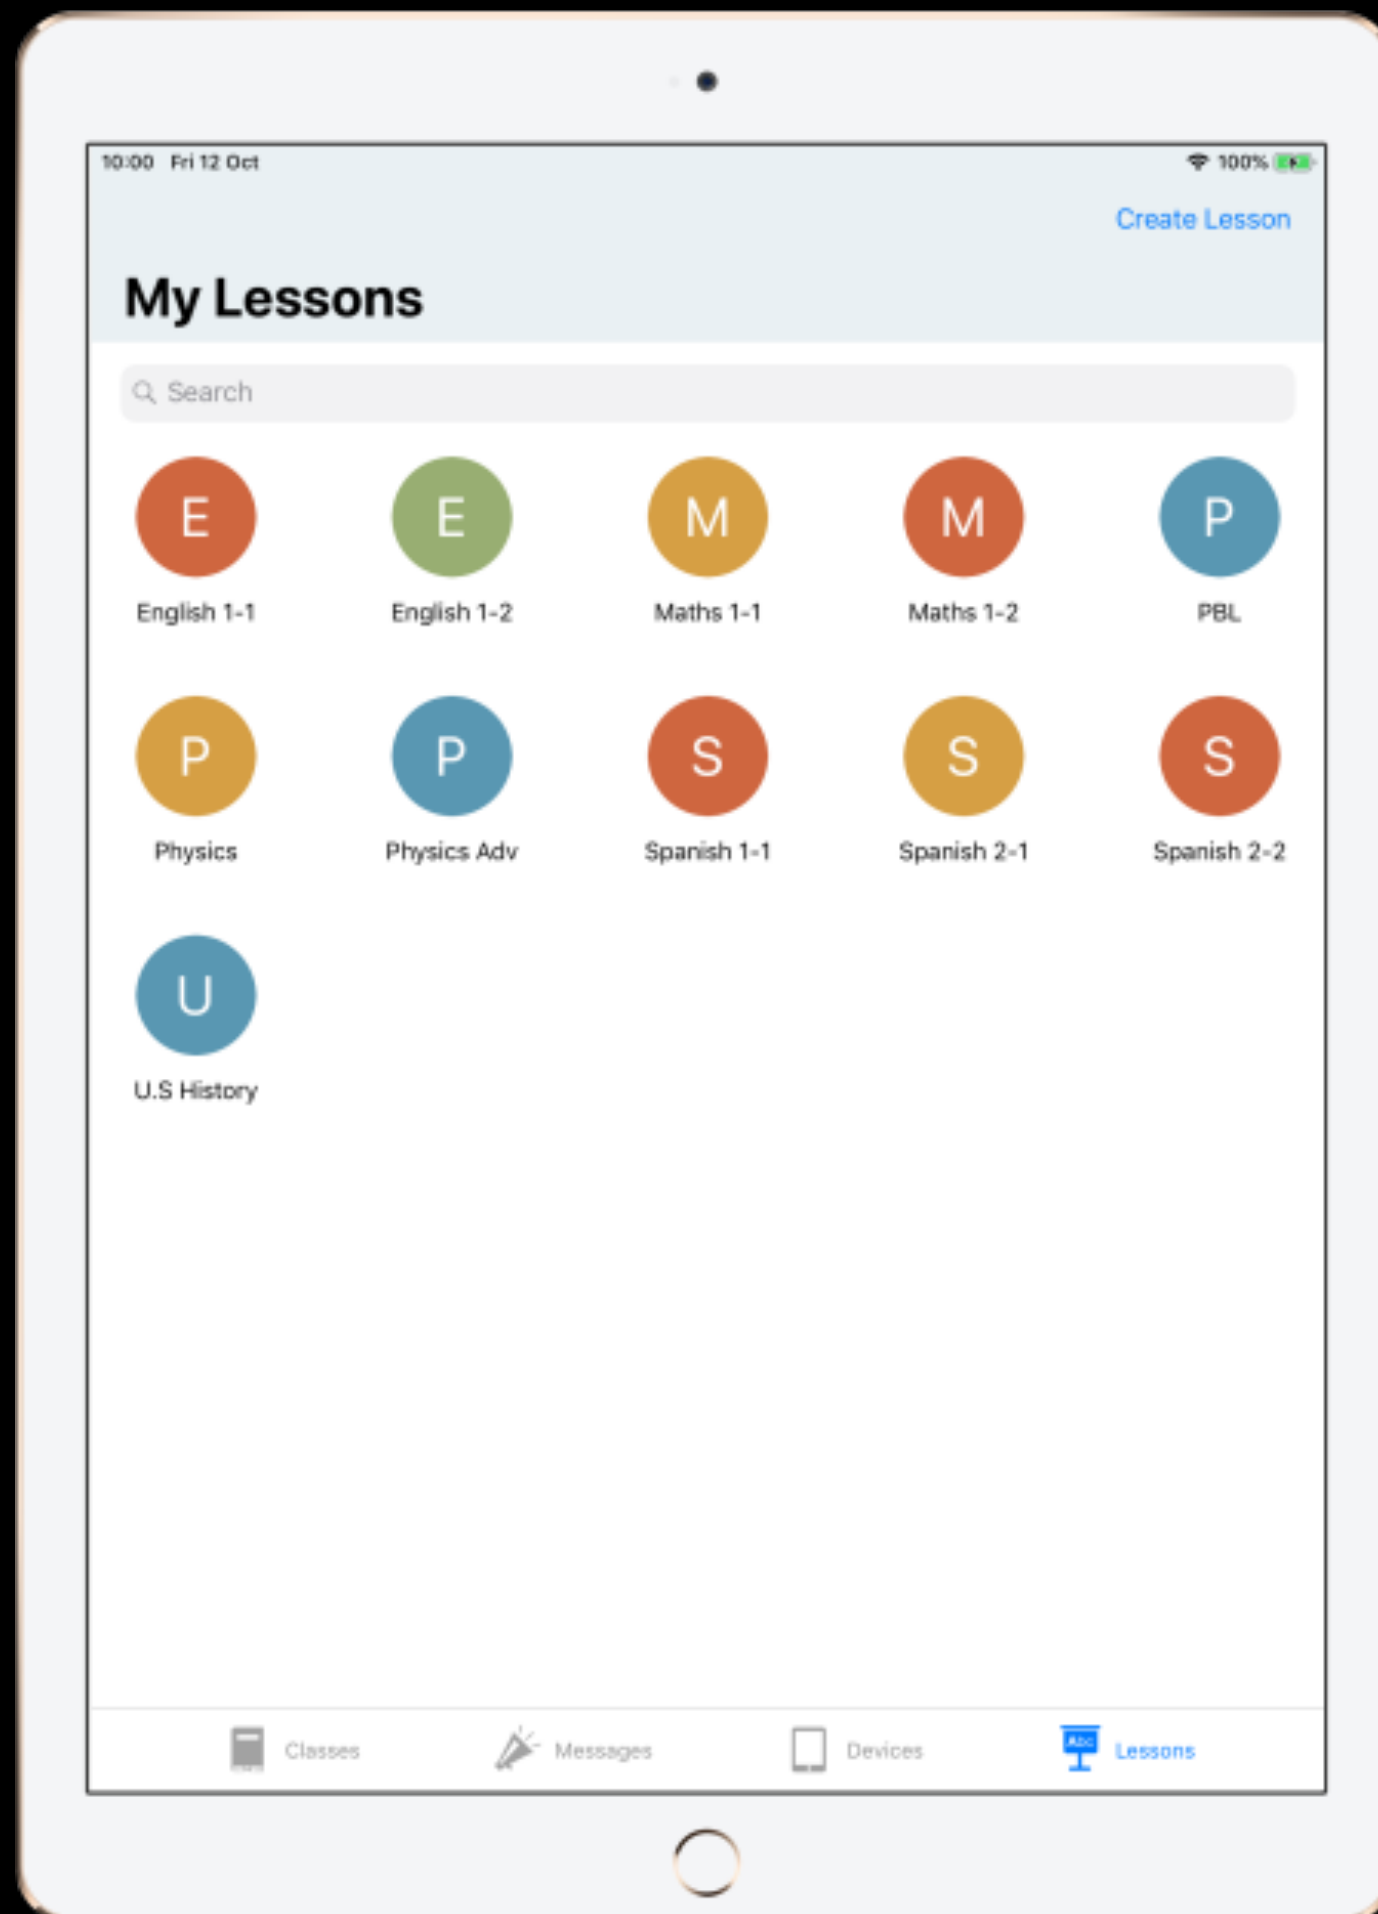 10:00 Fri 12 Oct 100%
Create Lesson
My Lessons
Search
E E M M P
English 1-1 English 1-2 Maths 1-1 Maths 1-2 PBL
P P S S S
Physics Physics Adv Spanish 1-1 Spanish 2-1 Spanish 2-2
U
U.S History
Classes Messages Devices Abc Lessons